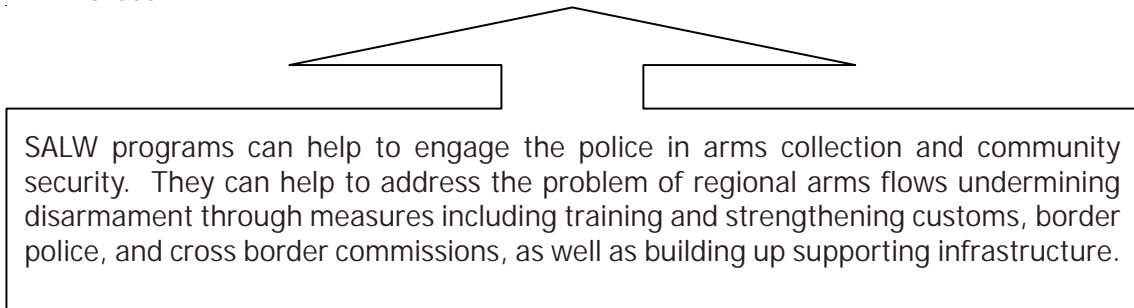 SALW programs can help to engage the police in arms collection and community
security. They can help to address the problem of regional arms flows undermining
disarmament through measures including training and strengthening customs, border
police, and cross border commissions, as well as building up supporting infrastructure.